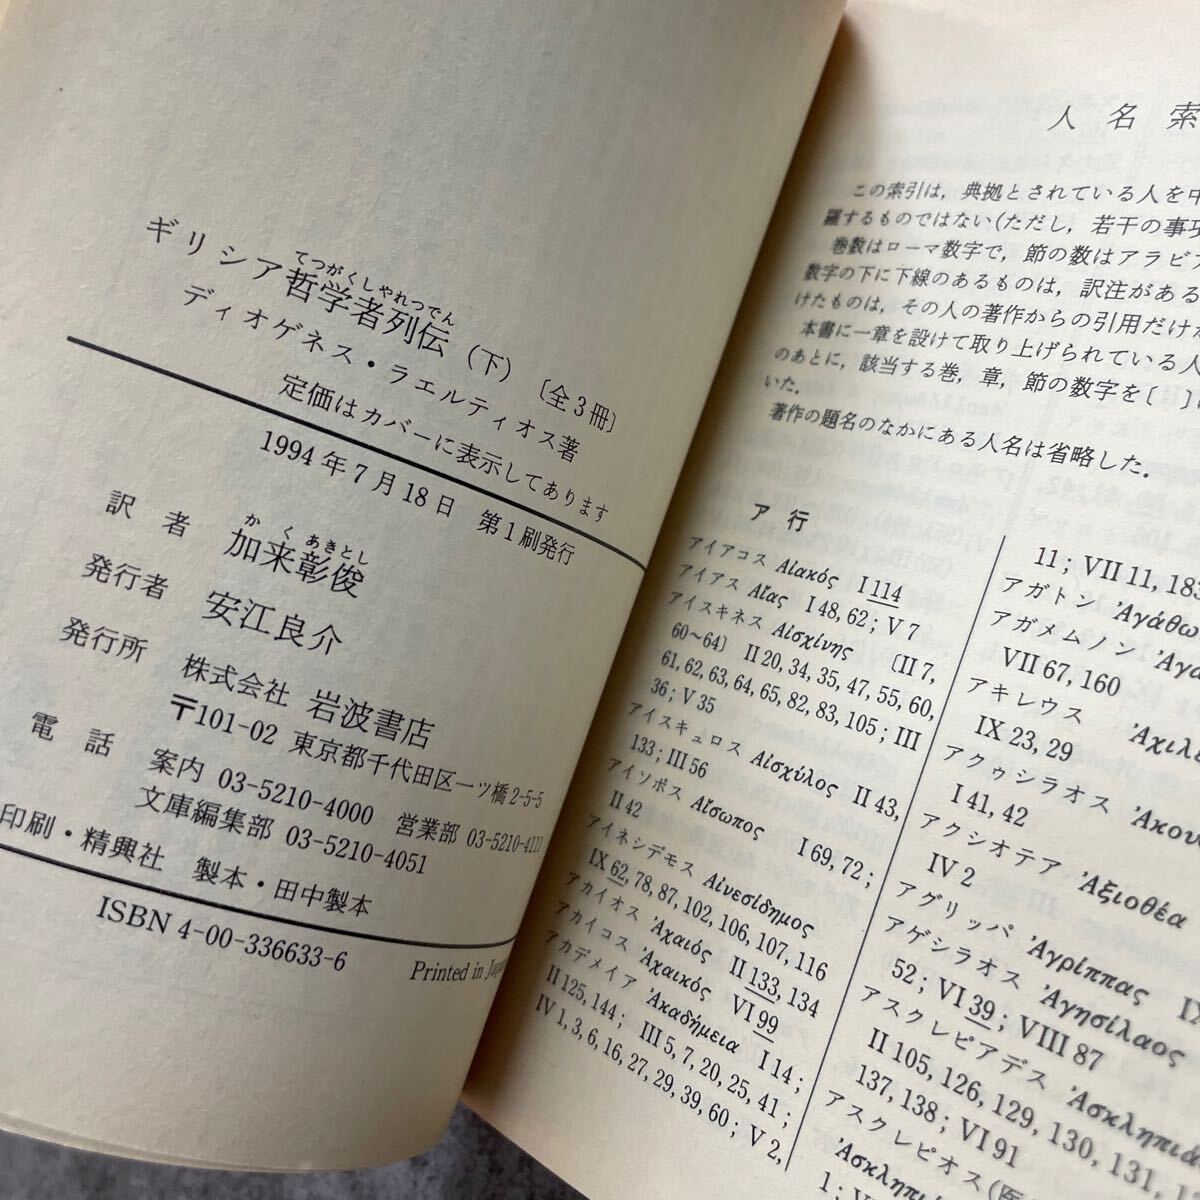 てつがくしゃれつでん
ギリシア哲学者列伝（下）〔全3冊〕
ディオゲネス・ラエルティオス著
定価はカバーに表示してあります
1994年7月18日 第1刷発行
かくあきとし
訳者 加来彰俊
発行者 安江良介
発行所 株式会社 岩波書店
〒101-02 東京都千代田区一ツ橋2-5-5
電話 案内 03-5210-4000 営業部 03-5210-4111
文庫編集部 03-5210-4051
印刷・精興社 製本・田中製本
ISBN 4-00-336633-6
Printed in
人名索
この索引は，典拠とされている人を中
羅するものではない（ただし，若干の事項
巻数はローマ数字で，節の数はアラビア
数字の下に下線のあるものは，訳注がある
けたものは，その人の著作からの引用だけ
本書に一章を設けて取り上げられている人
のあとに，該当する巻，章，節の数字を〔 〕
いた．
著作の題名のなかにある人名は省略した．
ア行
アイアコス Αἰακός I 114
アイアス Αἴας I 48, 62 ; V 7
アイスキネス Αἰσχίνης 〔II 7,
60〜64〕 II 20, 34, 35, 47, 55, 60,
61, 62, 63, 64, 65, 82, 83, 105 ; III
36 ; V 35
アイスキュロス Αἰσχύλος II 43,
133 ; III 56
アイソポス Αἴσωπος I 69, 72 ;
II 42
アイネシデモス Αἰνεσίδημος
IX 62, 78, 87, 102, 106, 107, 116
アカイオス Ἀχαιός II 133, 134
アカイコス Ἀχαικός VI 99
アカデメイア Ἀκαδήμεια I 14 ;
II 125, 144 ; III 5, 7, 20, 25, 41 ;
IV 1, 3, 6, 16, 27, 29, 39, 60 ; V 2,
11 ; VII 11, 183
アガトン Ἀγάθω
アガメムノン Ἀγα
VII 67, 160
アキレウス Ἀχιλε
IX 23, 29
アクゥシラオス Ἀκου
I 41, 42
アクシオテア Ἀξιοθέα
IV 2
アグリッパ Ἀγρίππας
アゲシラオス Ἀγησίλαος
52 ; VI 39 ; VIII 87
アスクレピアデス Ἀσκληπιά
II 105, 126, 129, 130, 131, 1
137, 138 ; VI 91
アスクレピオス（医
Ἀσκληπι